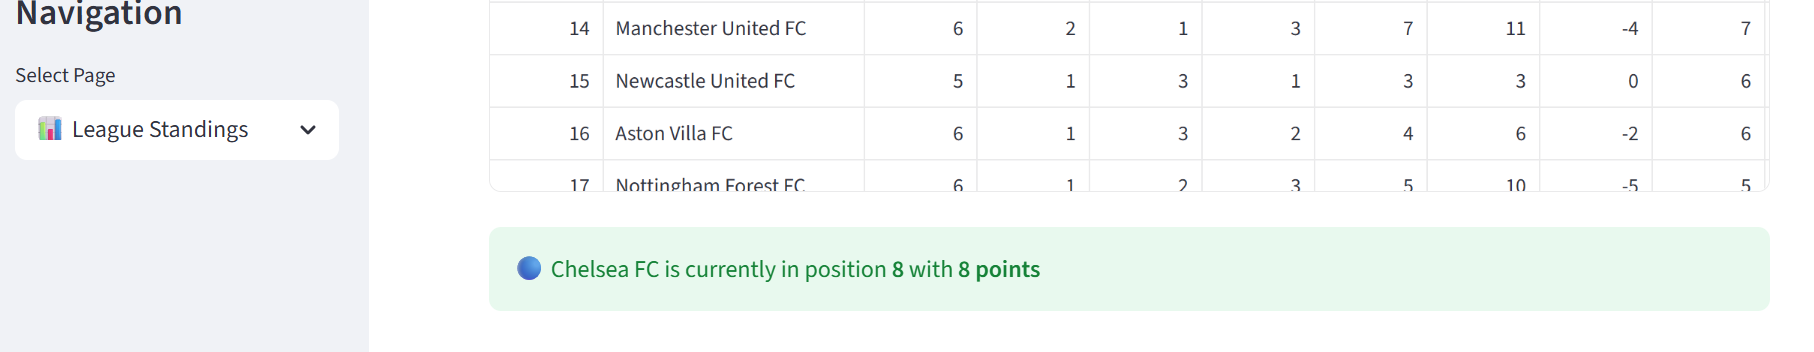 Navigation
Select Page
League Standings
14 Manchester United FC 6 2 1 3 7 11 -4 7
15 Newcastle United FC 5 1 3 1 3 3 0 6
16 Aston Villa FC 6 1 3 2 4 6 -2 6
17 Nottingham Forest FC 6 1 2 3 5 10 -5 5
Chelsea FC is currently in position 8 with 8 points